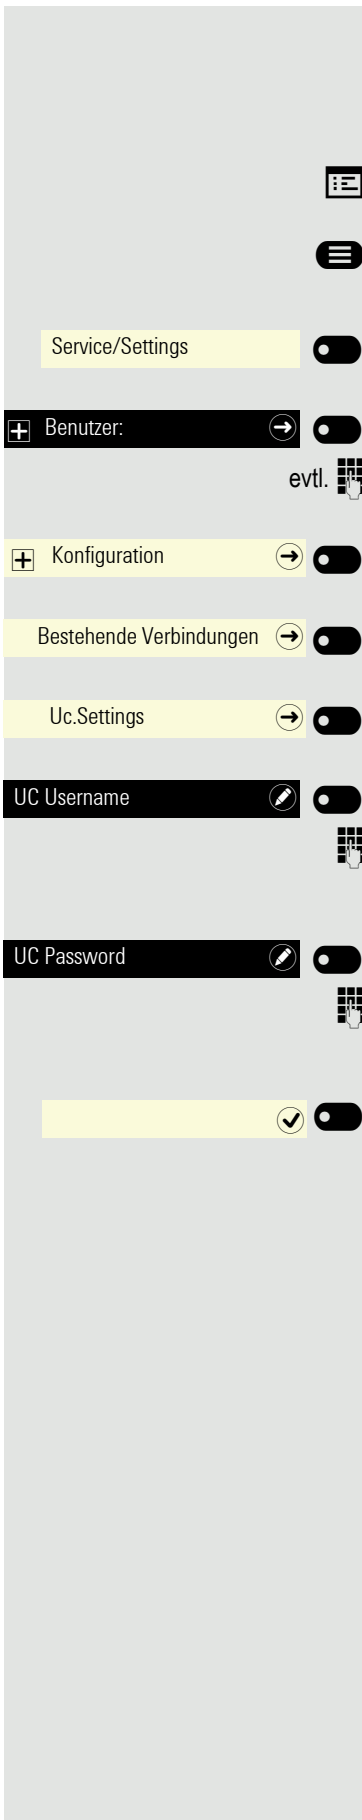 Service/Settings
Benutzer:
evtl.
Konfiguration
Bestehende Verbindungen
Uc.Settings
UC Username
UC Password